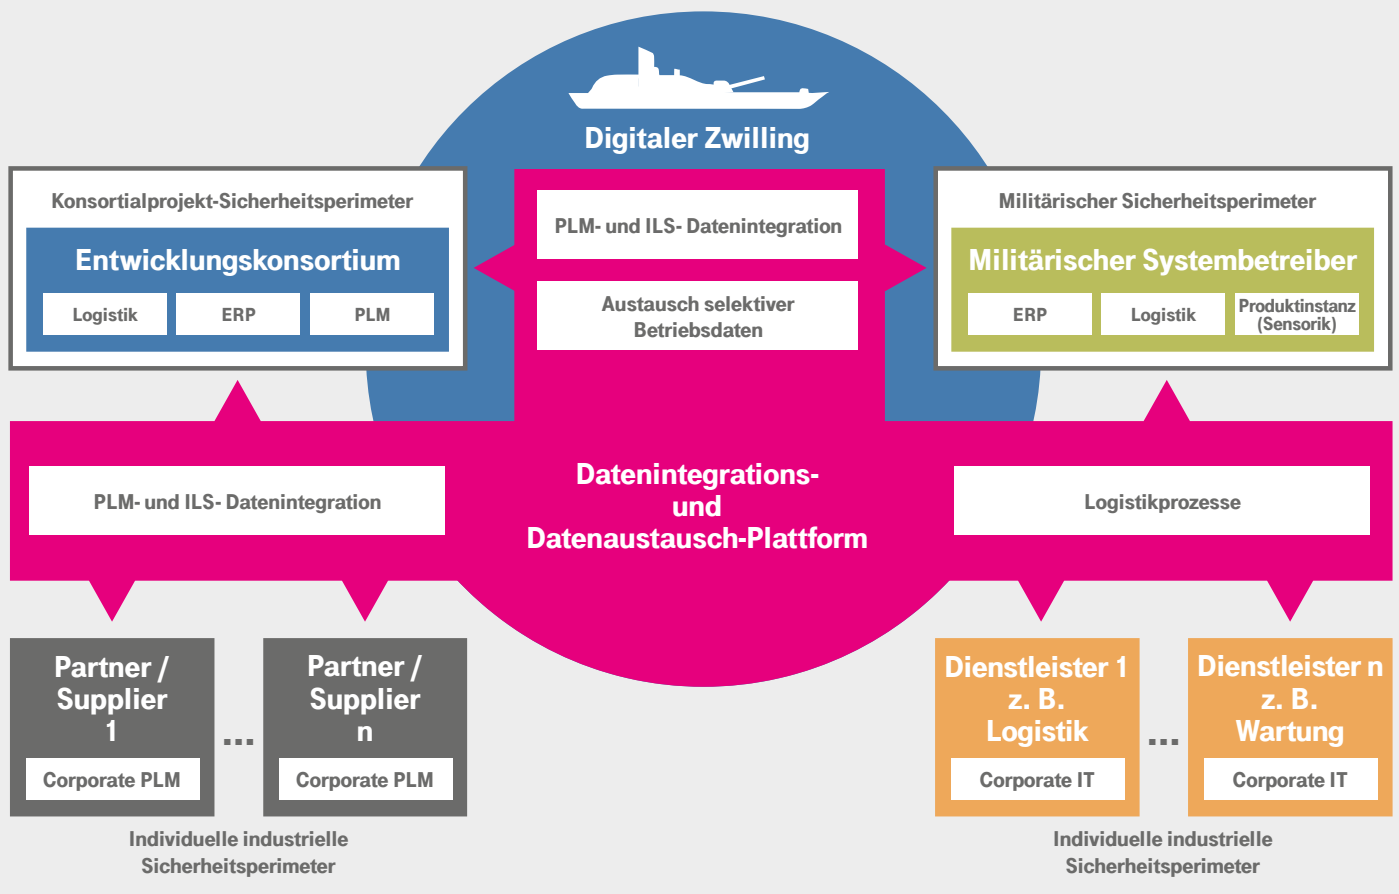 Digitaler Zwilling
Konsortialprojekt-Sicherheitsperimeter
Entwicklungskonsortium
Logistik
ERP
PLM
PLM- und ILS- Datenintegration
Austausch selektiver
Betriebsdaten
Militärischer Sicherheitsperimeter
Militärischer Systembetreiber
ERP
Logistik
Produktinstanz
(Sensorik)
PLM- und ILS- Datenintegration
Datenintegrations-
und
Datenaustausch-Plattform
Logistikprozesse
Partner /
Supplier
1
Corporate PLM
...
Partner /
Supplier
n
Corporate PLM
Individuelle industrielle
Sicherheitsperimeter
Dienstleister 1
z. B.
Logistik
Corporate IT
...
Dienstleister n
z. B.
Wartung
Corporate IT
Individuelle industrielle
Sicherheitsperimeter